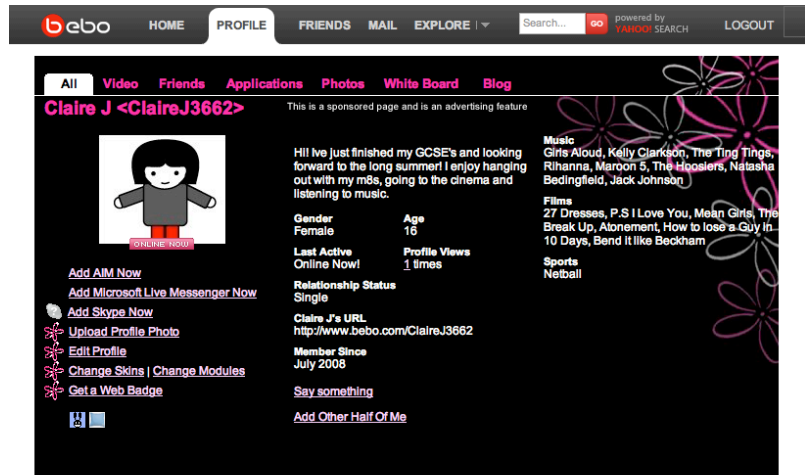 bebo HOME PROFILE FRIENDS MAIL EXPLORE Search... GO powered by YAHOO! SEARCH LOGOUT
All Video Friends Applications Photos White Board Blog
Claire J <ClaireJ3662>
This is a sponsored page and is an advertising feature
ONLINE NOW
Add AIM Now
Add Microsoft Live Messenger Now
Add Skype Now
Upload Profile Photo
Edit Profile
Change Skins | Change Modules
Get a Web Badge
Hi! Ive just finished my GCSE's and looking
forward to the long summer! I enjoy hanging
out with my m8s, going to the cinema and
listening to music.
Gender Age
Female 16
Last Active Profile Views
Online Now! 1 times
Relationship Status
Single
Claire J's URL
http://www.bebo.com/ClaireJ3662
Member Since
July 2008
Say something
Add Other Half Of Me
Music
Girls Aloud, Kelly Clarkson, The Ting Tings,
Rihanna, Maroon 5, The Hoosiers, Natasha
Bedingfield, Jack Johnson
Films
27 Dresses, P.S I Love You, Mean Girls, The
Break Up, Atonement, How to lose a Guy in
10 Days, Bend it like Beckham
Sports
Netball